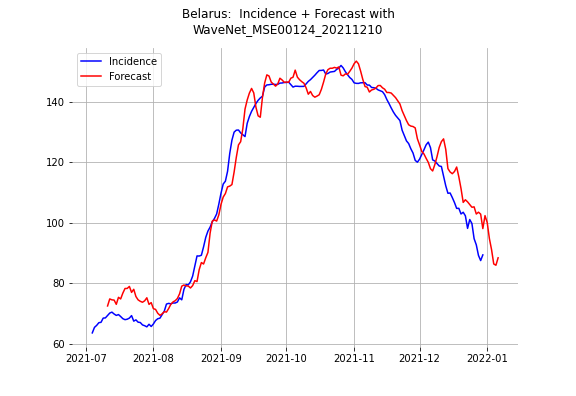 Belarus:  Incidence + Forecast with
WaveNet_MSE00124_20211210
Incidence
Forecast
140
120
100
80
60
2021-07 2021-08 2021-09 2021-10 2021-11 2021-12 2022-01